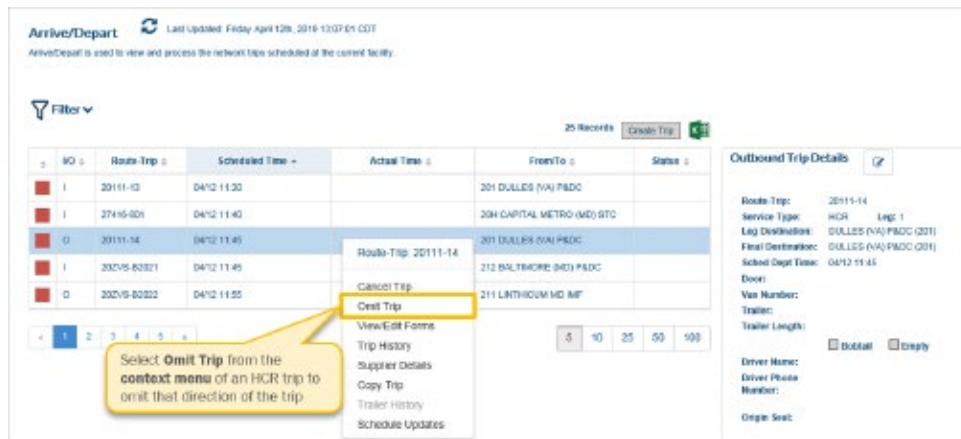 Arrive/Depart Last Updated: Friday April 12th, 2019 13:07:01 CDT
Arrive/Depart is used to view and process the network trips scheduled at the current facility.
Filter
25 Records Create Trip
I/O Route-Trip Scheduled Time Actual Time From/To Status
I 20111-13 04/12 11:30 201 DULLES (VA) P&DC
I 27416-801 04/12 11:40 20H CAPITAL METRO (MD) STC
O 20111-14 04/12 11:45 201 DULLES (VA) P&DC
I 202VS-B2021 04/12 11:45 212 BALTIMORE (MD) P&DC
O 202VS-B2022 04/12 11:55 211 LINTHICUM MD IMF
« 1 2 3 4 5 »
5 10 25 50 100
Route-Trip: 20111-14
Cancel Trip
Omit Trip
View/Edit Forms
Trip History
Supplier Details
Copy Trip
Trailer History
Schedule Updates
Select Omit Trip from the
context menu of an HCR trip to
omit that direction of the trip
Outbound Trip Details
Route-Trip: 20111-14
Service Type: HCR Leg: 1
Leg Destination: DULLES (VA) P&DC (201)
Final Destination: DULLES (VA) P&DC (201)
Sched Dept Time: 04/12 11:45
Door:
Van Number:
Trailer:
Trailer Length:
Bobtail Empty
Driver Name:
Driver Phone
Number:
Origin Seal: